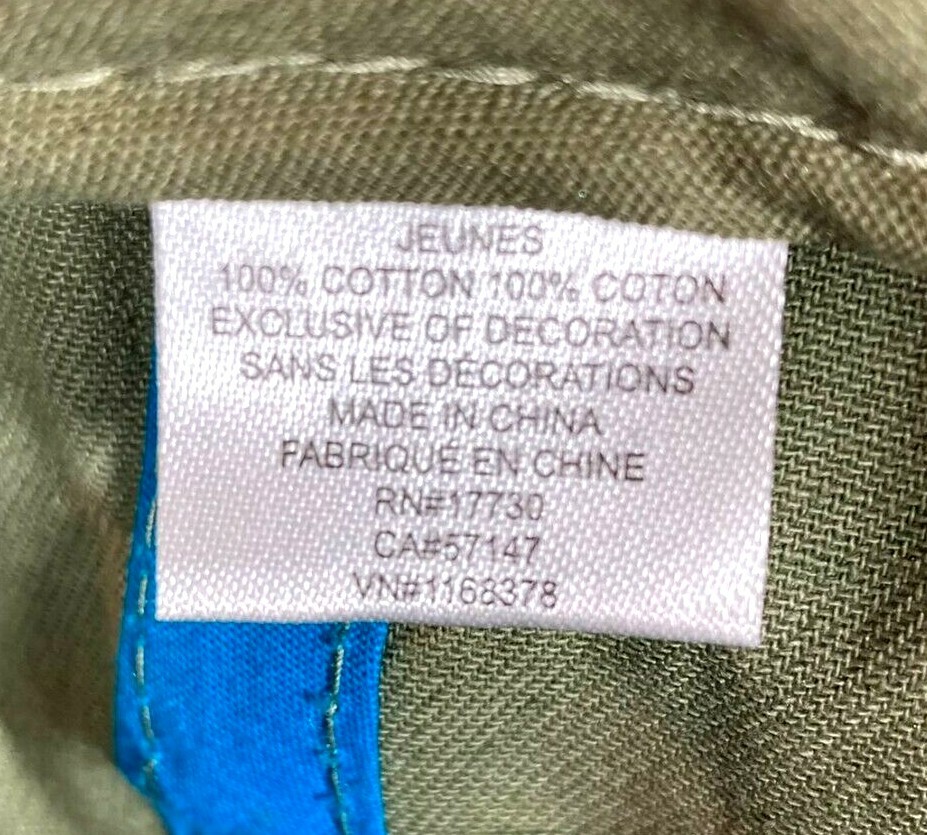 JEUNES
100% COTTON 100% COTON
EXCLUSIVE OF DECORATION
SANS LES DÉCORATIONS
MADE IN CHINA
FABRIQUÉ EN CHINE
RN#17730
CA#57147
VN#1168378